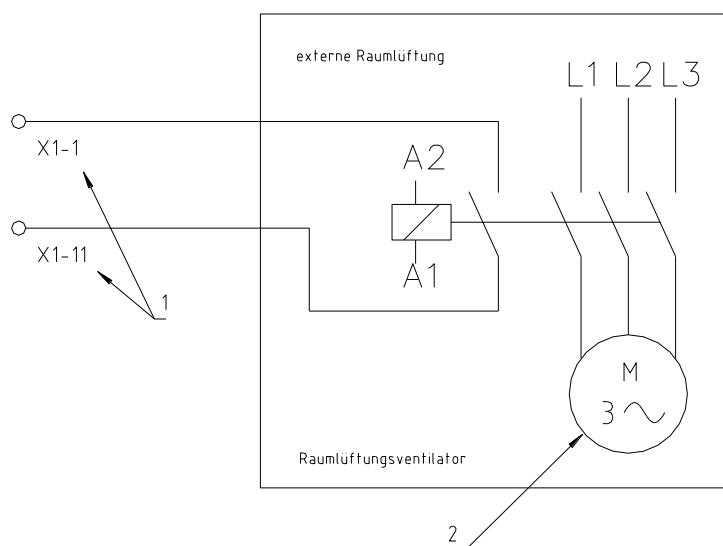 externe Raumlüftung
L1 L2 L3
X1-1
A2
X1-11
A1
1
M
3
Raumlüftungsventilator
2